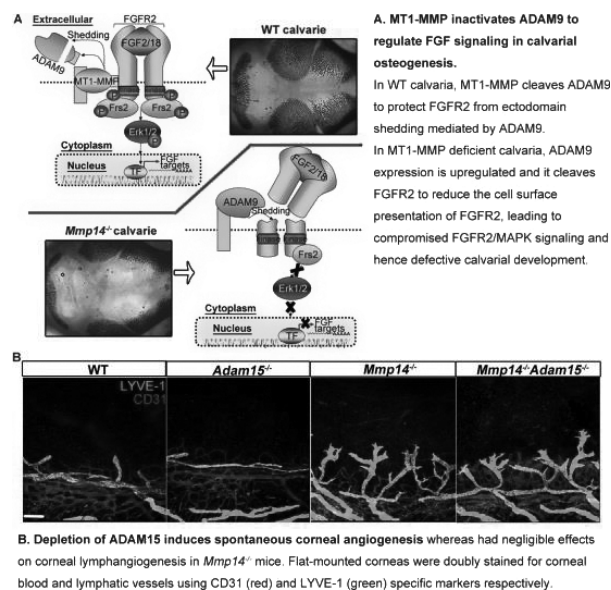 A
Extracellular
FGFR2
WT calvarie
Shedding
FGF2/18
ADAM9
MT1-MMP
Frs2
Frs2
Erk1/2
Cytoplasm
Nucleus
TF
FGF
targets
FGF2/18
ADAM9
Shedding
Mmp14-/- calvarie
Kinase
Kinase
Frs2
Erk1/2
Cytoplasm
Nucleus
TF
FGF
targets
A. MT1-MMP inactivates ADAM9 to
regulate FGF signaling in calvarial
osteogenesis.
In WT calvaria, MT1-MMP cleaves ADAM9
to protect FGFR2 from ectodomain
shedding mediated by ADAM9.
In MT1-MMP deficient calvaria, ADAM9
expression is upregulated and it cleaves
FGFR2 to reduce the cell surface
presentation of FGFR2, leading to
compromised FGFR2/MAPK signaling and
hence defective calvarial development.
B
WT
Adam15-/-
Mmp14-/-
Mmp14-/-Adam15-/-
LYVE-1
CD31
B. Depletion of ADAM15 induces spontaneous corneal angiogenesis whereas had negligible effects
on corneal lymphangiogenesis in Mmp14-/- mice. Flat-mounted corneas were doubly stained for corneal
blood and lymphatic vessels using CD31 (red) and LYVE-1 (green) specific markers respectively.